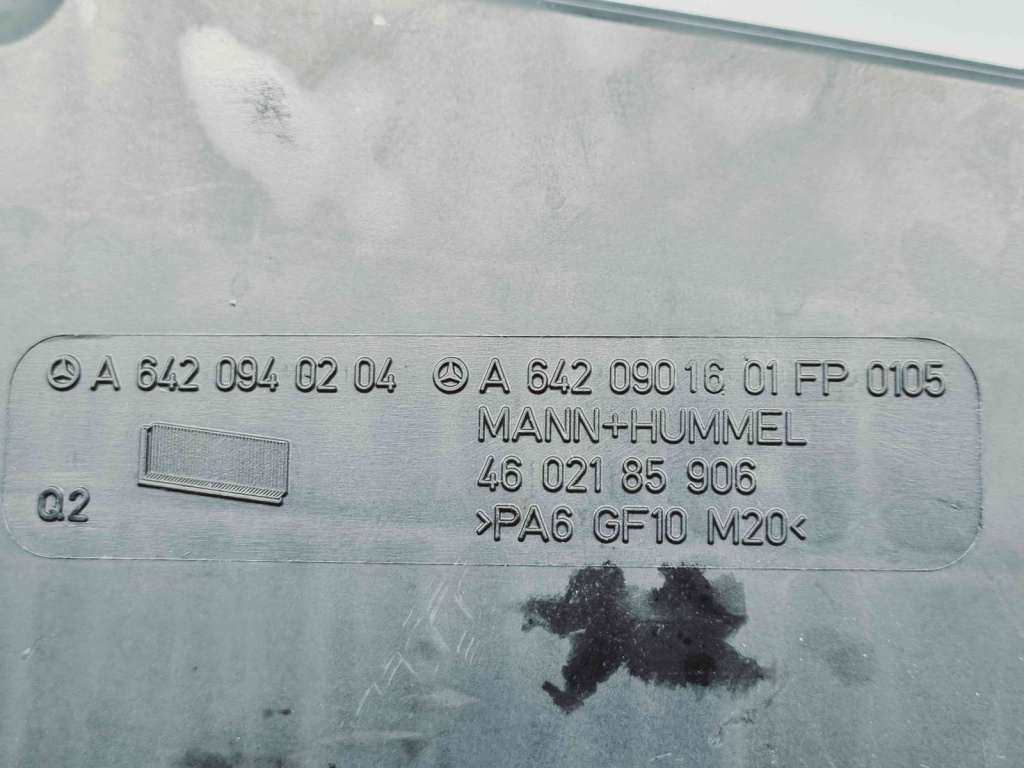 A 642 094 02 04 A 642 090 16 01 FP 0105
MANN+HUMMEL
46 021 85 906
Q2
>PA6 GF10 M20<